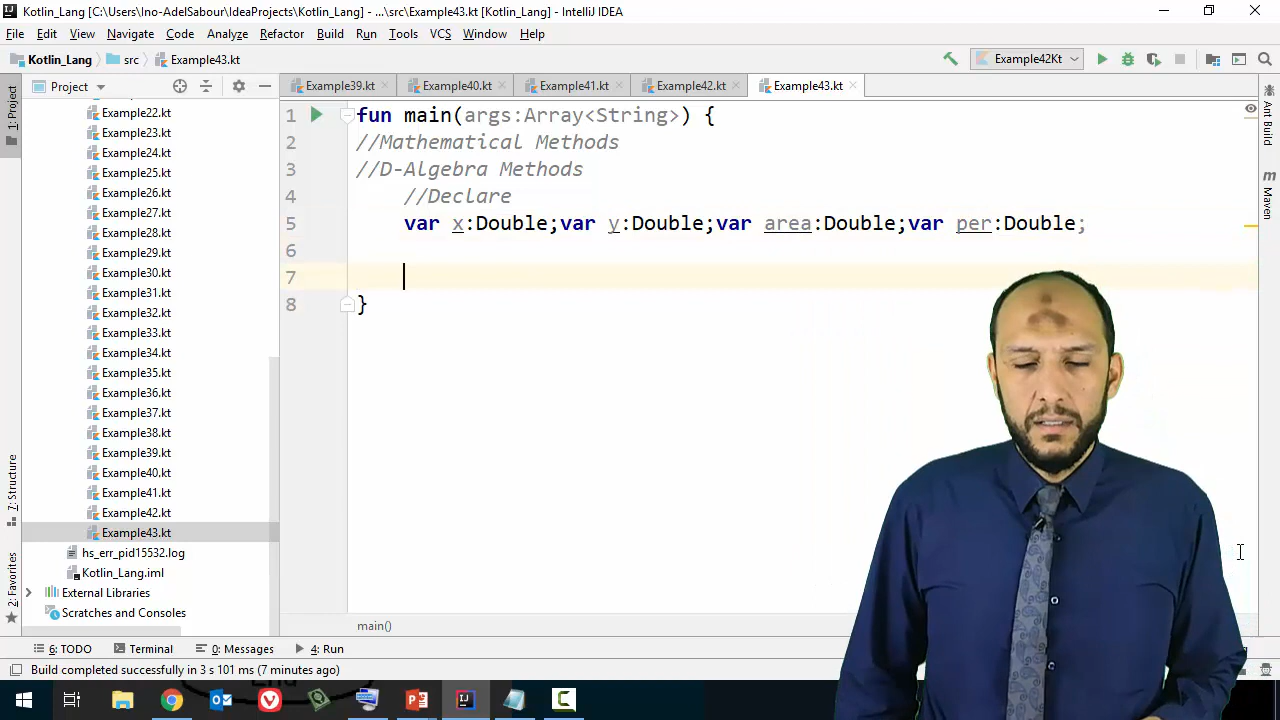 Kotlin_Lang [C:\Users\Ino-AdelSabour\IdeaProjects\Kotlin_Lang] - ...\src\Example43.kt [Kotlin_Lang] - IntelliJ IDEA
File Edit View Navigate Code Analyze Refactor Build Run Tools VCS Window Help
Kotlin_Lang src Example43.kt Example42Kt
Project Example39.kt Example40.kt Example41.kt Example42.kt Example43.kt
1: Project
7: Structure
2: Favorites
Ant Build
Maven
Example22.kt
Example23.kt
Example24.kt
Example25.kt
Example26.kt
Example27.kt
Example28.kt
Example29.kt
Example30.kt
Example31.kt
Example32.kt
Example33.kt
Example34.kt
Example35.kt
Example36.kt
Example37.kt
Example38.kt
Example39.kt
Example40.kt
Example41.kt
Example42.kt
Example43.kt
hs_err_pid15532.log
Kotlin_Lang.iml
External Libraries
Scratches and Consoles
1 fun main(args:Array<String>) {
2 //Mathematical Methods
3 //D-Algebra Methods
4 //Declare
5 var x:Double;var y:Double;var area:Double;var per:Double;
6
7
8 }
main()
6: TODO Terminal 0: Messages 4: Run
Build completed successfully in 3 s 101 ms (7 minutes ago)